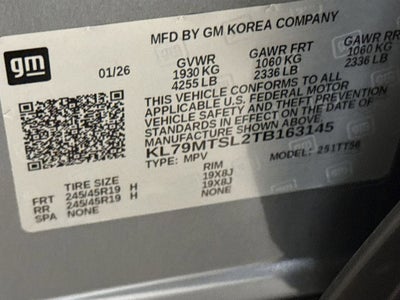 gm
MFD BY GM KOREA COMPANY
01/26
GVWR GAWR FRT GAWR RR
1930 KG 1060 KG 1060 KG
4255 LB 2336 LB 2336 LB
THIS VEHICLE CONFORMS TO ALL
APPLICABLE U.S. FEDERAL MOTOR
VEHICLE SAFETY AND THEFT PREVENTION
STANDARDS IN EFFECT ON THE DATE OF
MANUFACTURE SHOWN ABOVE.
KL79MTSL2TB163145
TYPE: MPV MODEL: 251TT56
TIRE SIZE RIM
FRT 245/45R19 H 19X8J
RR 245/45R19 H 19X8J
SPA NONE NONE